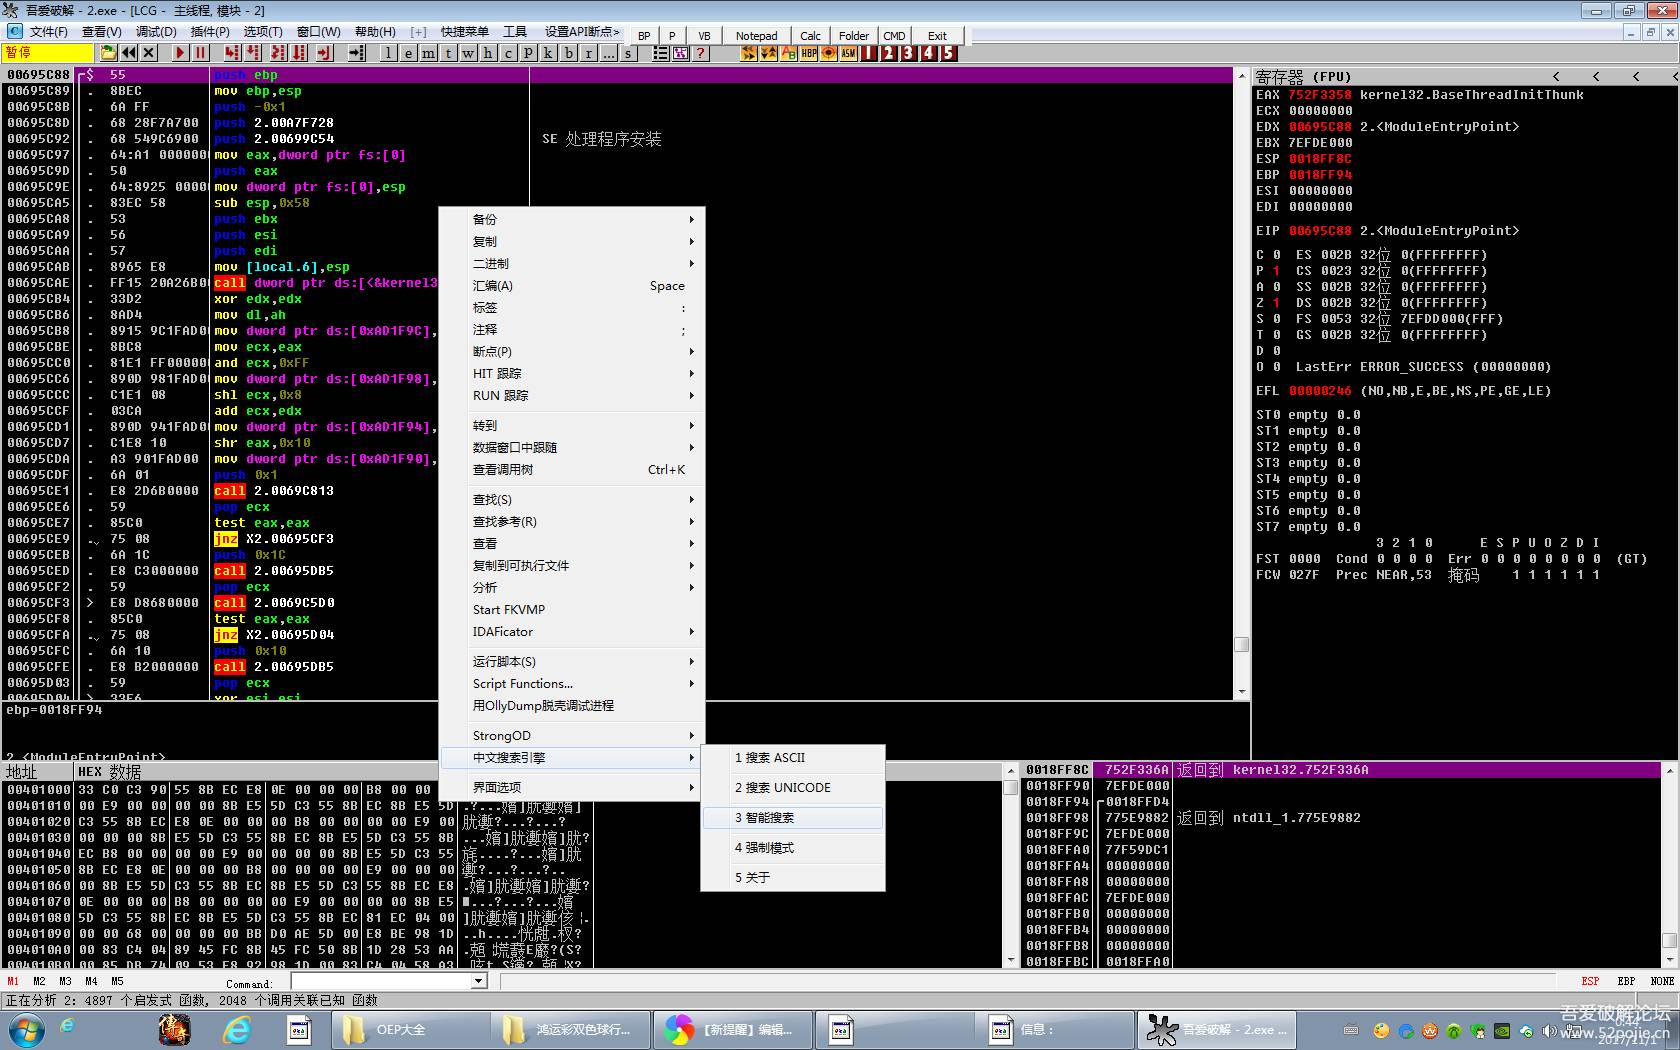 吾爱破解 - 2.exe - [LCG - 主线程, 模块 - 2]
文件(F) 查看(V) 调试(D) 插件(P) 选项(T) 窗口(W) 帮助(H) [+] 快捷菜单 工具 设置API断点> BP P VB Notepad Calc Folder CMD Exit
暂停 l e m t w h c p k b r ... s
00695C88 $ 55 push ebp
00695C89 . 8BEC mov ebp,esp
00695C8B . 6A FF push -0x1
00695C8D . 68 28F7A700 push 2.00A7F728
00695C92 . 68 549C6900 push 2.00699C54 SE 处理程序安装
00695C97 . 64:A1 0000000 mov eax,dword ptr fs:[0]
00695C9D . 50 push eax
00695C9E . 64:8925 0000 mov dword ptr fs:[0],esp
00695CA5 . 83EC 58 sub esp,0x58
00695CA8 . 53 push ebx
00695CA9 . 56 push esi
00695CAA . 57 push edi
00695CAB . 8965 E8 mov [local.6],esp
00695CAE . FF15 20A26B0 call dword ptr ds:[<&kernel3
00695CB4 . 33D2 xor edx,edx
00695CB6 . 8AD4 mov dl,ah
00695CB8 . 8915 9C1FAD0 mov dword ptr ds:[0xAD1F9C],
00695CBE . 8BC8 mov ecx,eax
00695CC0 . 81E1 FF00000 and ecx,0xFF
00695CC6 . 890D 981FAD0 mov dword ptr ds:[0xAD1F98],
00695CCC . C1E1 08 shl ecx,0x8
00695CCF . 03CA add ecx,edx
00695CD1 . 890D 941FAD0 mov dword ptr ds:[0xAD1F94],
00695CD7 . C1E8 10 shr eax,0x10
00695CDA . A3 901FAD00 mov dword ptr ds:[0xAD1F90],
00695CDF . 6A 01 push 0x1
00695CE1 . E8 2D6B0000 call 2.0069C813
00695CE6 . 59 pop ecx
00695CE7 . 85C0 test eax,eax
00695CE9 . 75 08 jnz X2.00695CF3
00695CEB . 6A 1C push 0x1C
00695CED . E8 C3000000 call 2.00695DB5
00695CF2 . 59 pop ecx
00695CF3 > E8 D8680000 call 2.0069C5D0
00695CF8 . 85C0 test eax,eax
00695CFA . 75 08 jnz X2.00695D04
00695CFC . 6A 10 push 0x10
00695CFE . E8 B2000000 call 2.00695DB5
00695D03 . 59 pop ecx
00695D04 > 33F6 xor esi,esi
ebp=0018FF94
2.<ModuleEntryPoint>
备份
复制
二进制
汇编(A) Space
标签 :
注释 ;
断点(P)
HIT 跟踪
RUN 跟踪
转到
数据窗口中跟随
查看调用树 Ctrl+K
查找(S)
查找参考(R)
查看
复制到可执行文件
分析
Start FKVMP
IDAFicator
运行脚本(S)
Script Functions...
用OllyDump脱壳调试进程
StrongOD
中文搜索引擎
界面选项
1 搜索 ASCII
2 搜索 UNICODE
3 智能搜索
4 强制模式
5 关于
寄存器 (FPU) < < < <
EAX 752F3358 kernel32.BaseThreadInitThunk
ECX 00000000
EDX 00695C88 2.<ModuleEntryPoint>
EBX 7EFDE000
ESP 0018FF8C
EBP 0018FF94
ESI 00000000
EDI 00000000
EIP 00695C88 2.<ModuleEntryPoint>
C 0 ES 002B 32位 0(FFFFFFFF)
P 1 CS 0023 32位 0(FFFFFFFF)
A 0 SS 002B 32位 0(FFFFFFFF)
Z 1 DS 002B 32位 0(FFFFFFFF)
S 0 FS 0053 32位 7EFDD000(FFF)
T 0 GS 002B 32位 0(FFFFFFFF)
D 0
O 0 LastErr ERROR_SUCCESS (00000000)
EFL 00000246 (NO,NB,E,BE,NS,PE,GE,LE)
ST0 empty 0.0
ST1 empty 0.0
ST2 empty 0.0
ST3 empty 0.0
ST4 empty 0.0
ST5 empty 0.0
ST6 empty 0.0
ST7 empty 0.0
3 2 1 0 E S P U O Z D I
FST 0000 Cond 0 0 0 0 Err 0 0 0 0 0 0 0 0 (GT)
FCW 027F Prec NEAR,53 掩码 1 1 1 1 1 1
地址 HEX 数据
00401000 33 C0 C3 90 55 8B EC E8 0E 00 00 00 B8 00 00
00401010 00 E9 00 00 00 00 8B E5 5D C3 55 8B EC 8B E5 5D
00401020 C3 55 8B EC E8 0E 00 00 00 B8 00 00 00 00 E9 00
00401030 00 00 00 8B E5 5D C3 55 8B EC 8B E5 5D C3 55 8B
00401040 EC B8 00 00 00 00 E9 00 00 00 00 8B E5 5D C3 55
00401050 8B EC E8 0E 00 00 00 B8 00 00 00 00 E9 00 00 00
00401060 00 8B E5 5D C3 55 8B EC 8B E5 5D C3 55 8B EC E8
00401070 0E 00 00 00 B8 00 00 00 00 E9 00 00 00 00 8B E5
00401080 5D C3 55 8B EC 8B E5 5D C3 55 8B EC 81 EC 04 00
00401090 00 00 68 00 00 00 00 BB D0 AE 5D 00 E8 BE 98 1D
004010A0 00 83 C4 04 89 45 FC 8B 45 FC 50 8B 1D 28 53 AA
004010B0 00 85 DB 74 09 53 E8 92 98 1D 00 83 C4 04 58 A3
0018FF8C 752F336A 返回到 kernel32.752F336A
0018FF90 7EFDE000
0018FF94 0018FFD4
0018FF98 775E9882 返回到 ntdll_1.775E9882
0018FF9C 7EFDE000
0018FFA0 77F59DC1
0018FFA4 00000000
0018FFA8 00000000
0018FFAC 7EFDE000
0018FFB0 00000000
0018FFB4 00000000
0018FFB8 00000000
0018FFBC 0018FFA0
M1 M2 M3 M4 M5 Command: ESP EBP NONE
正在分析 2: 4897 个启发式 函数, 2048 个调用关联已知 函数
OEP大全 鸿运彩双色球行... 【新提醒】编辑... 信息： 吾爱破解 - 2.exe ...
吾爱破解论坛
www.52pojie.cn
2017/11/1